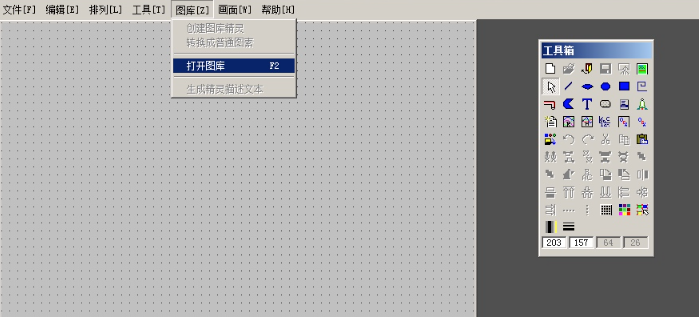 文件[F] 编辑[E] 排列[L] 工具[T] 图库[Z] 画面[W] 帮助[H]
创建图库精灵
转换成普通图素
打开图库 F2
生成精灵描述文本
工具箱
T
203 157 64 26